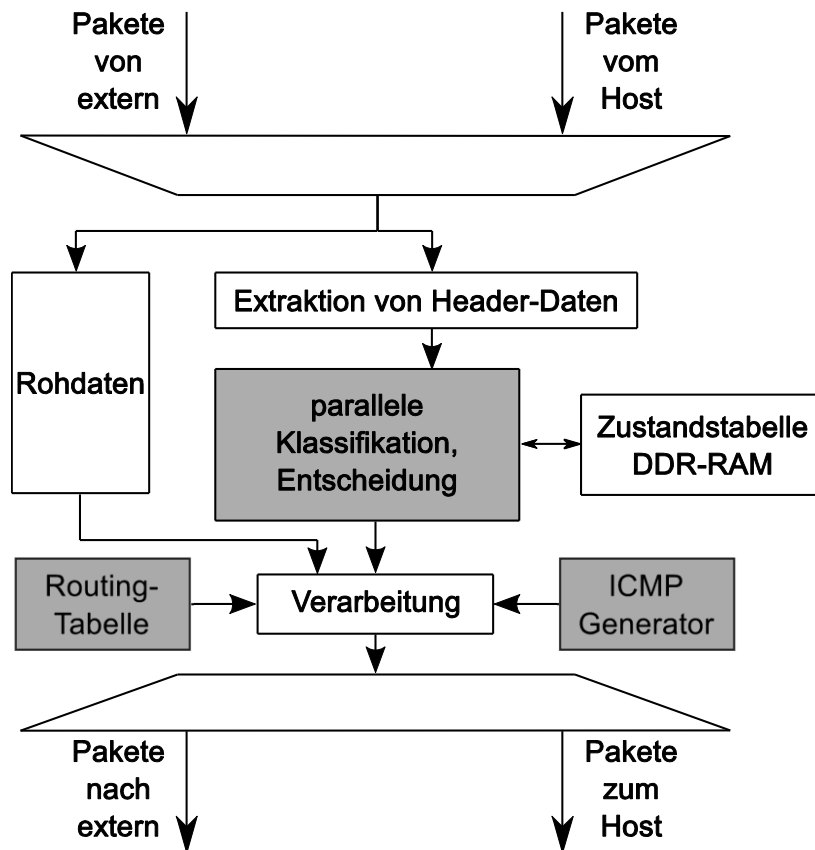 Pakete
von
extern
Pakete
vom
Host
Extraktion von Header-Daten
Rohdaten
parallele
Klassifikation,
Entscheidung
Zustandstabelle
DDR-RAM
Routing-
Tabelle
Verarbeitung
ICMP
Generator
Pakete
nach
extern
Pakete
zum
Host